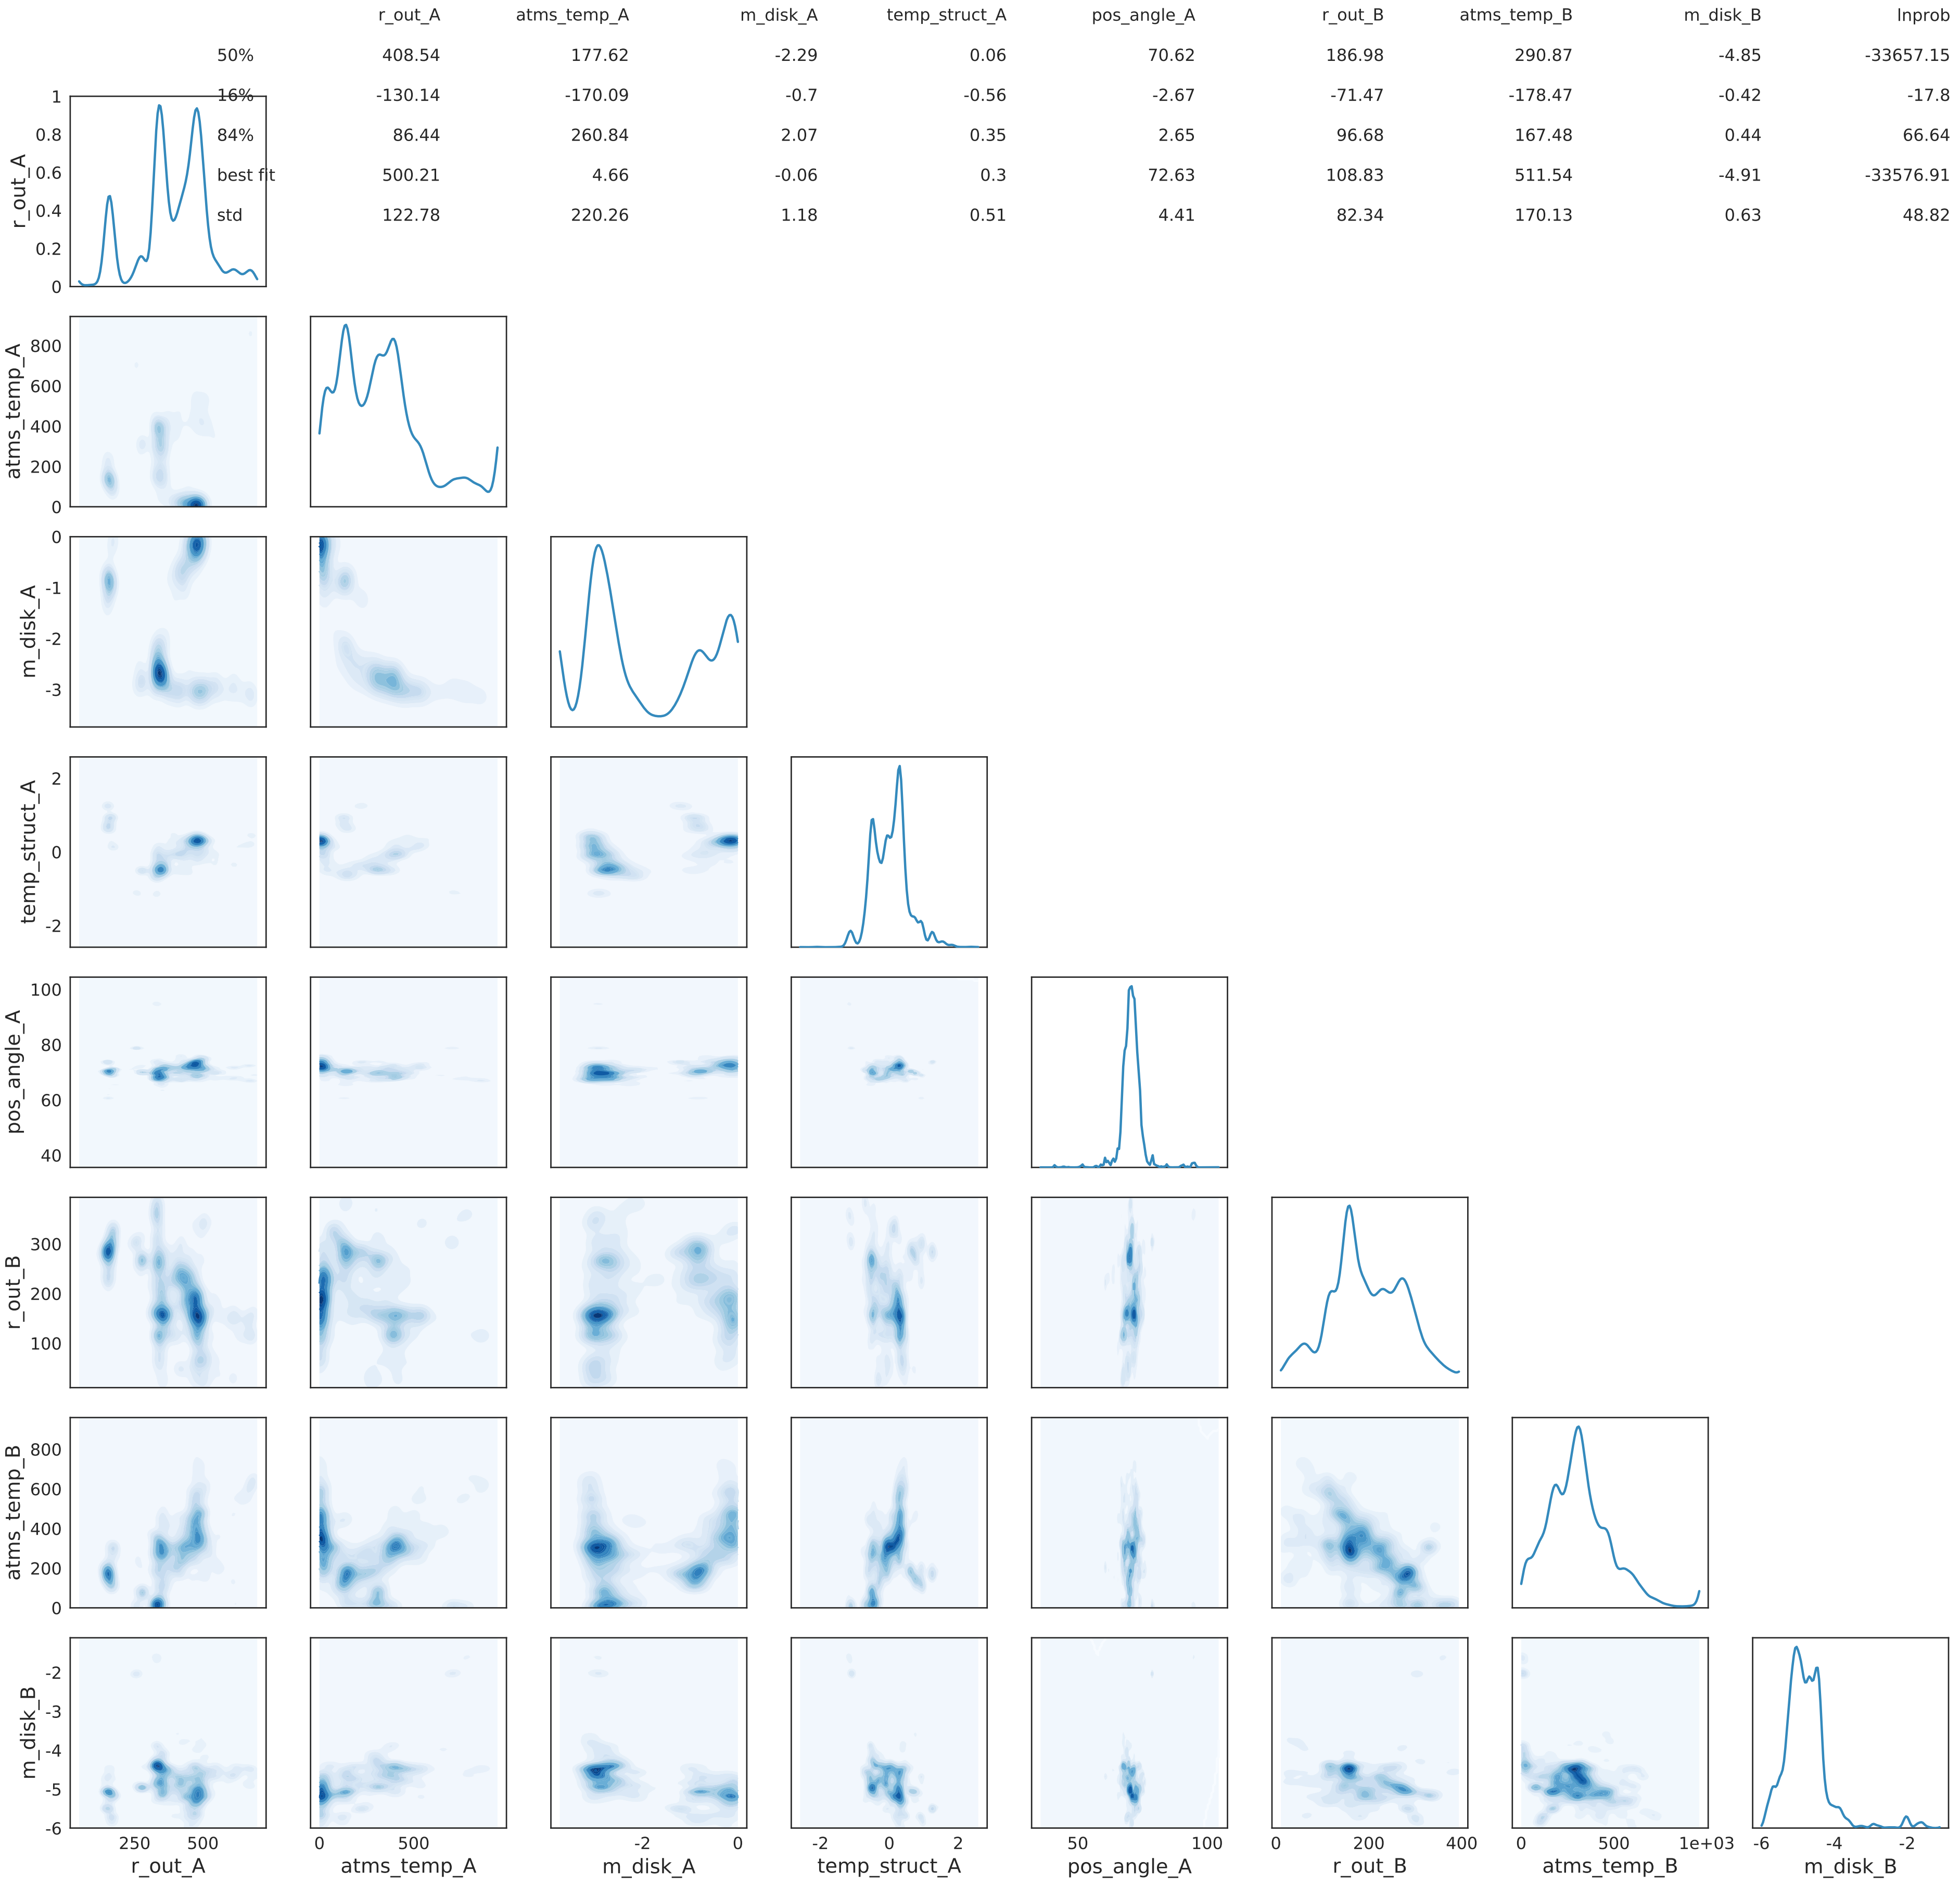 r_out_A atms_temp_A m_disk_A temp_struct_A pos_angle_A r_out_B atms_temp_B m_disk_B lnprob
50% 408.54 177.62 -2.29 0.06 70.62 186.98 290.87 -4.85 -33657.15
16% -130.14 -170.09 -0.7 -0.56 -2.67 -71.47 -178.47 -0.42 -17.8
84% 86.44 260.84 2.07 0.35 2.65 96.68 167.48 0.44 66.64
best fit 500.21 4.66 -0.06 0.3 72.63 108.83 511.54 -4.91 -33576.91
std 122.78 220.26 1.18 0.51 4.41 82.34 170.13 0.63 48.82
r_out_A
1
0.8
0.6
0.4
0.2
0
atms_temp_A
800
600
400
200
0
m_disk_A
0
-1
-2
-3
temp_struct_A
2
0
-2
pos_angle_A
100
80
60
40
r_out_B
300
200
100
atms_temp_B
800
600
400
200
0
m_disk_B
-2
-3
-4
-5
-6
250 500 0 500 -2 0 -2 0 2 50 100 0 200 400 0 500 1e+03 -6 -4 -2
r_out_A atms_temp_A m_disk_A temp_struct_A pos_angle_A r_out_B atms_temp_B m_disk_B